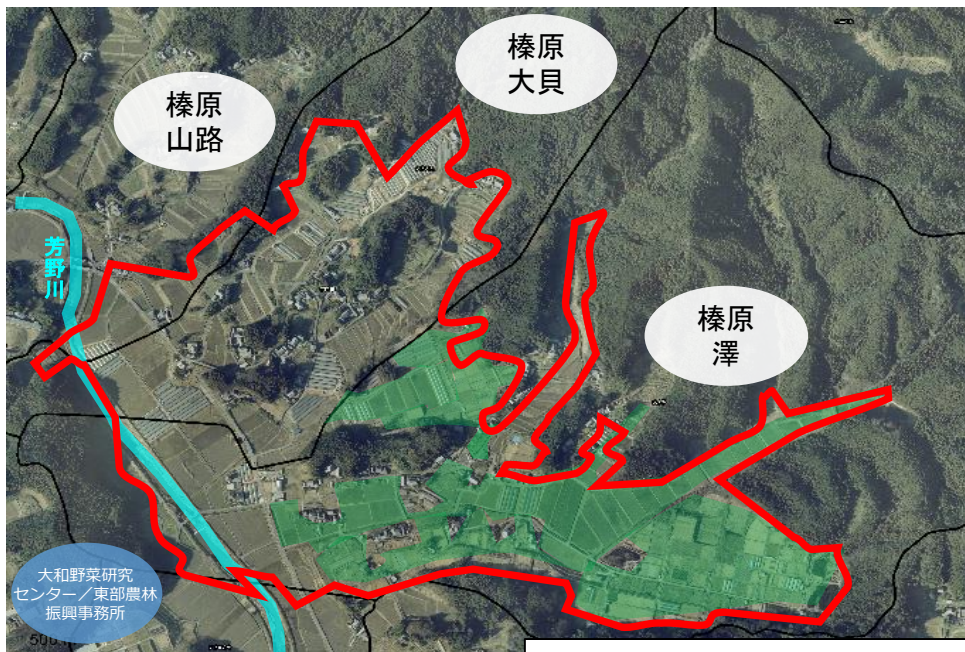 榛原
大貝
榛原
山路
芳野川
榛原
澤
大和野菜研究
センター／東部農林
振興事務所